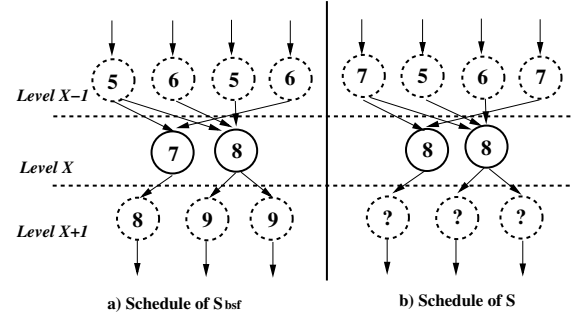 5 6 5 6 7 5 6 7
Level X-1
7 8 8 8
Level X
8 9 9 ? ? ?
Level X+1
a) Schedule of Sbsf b) Schedule of S